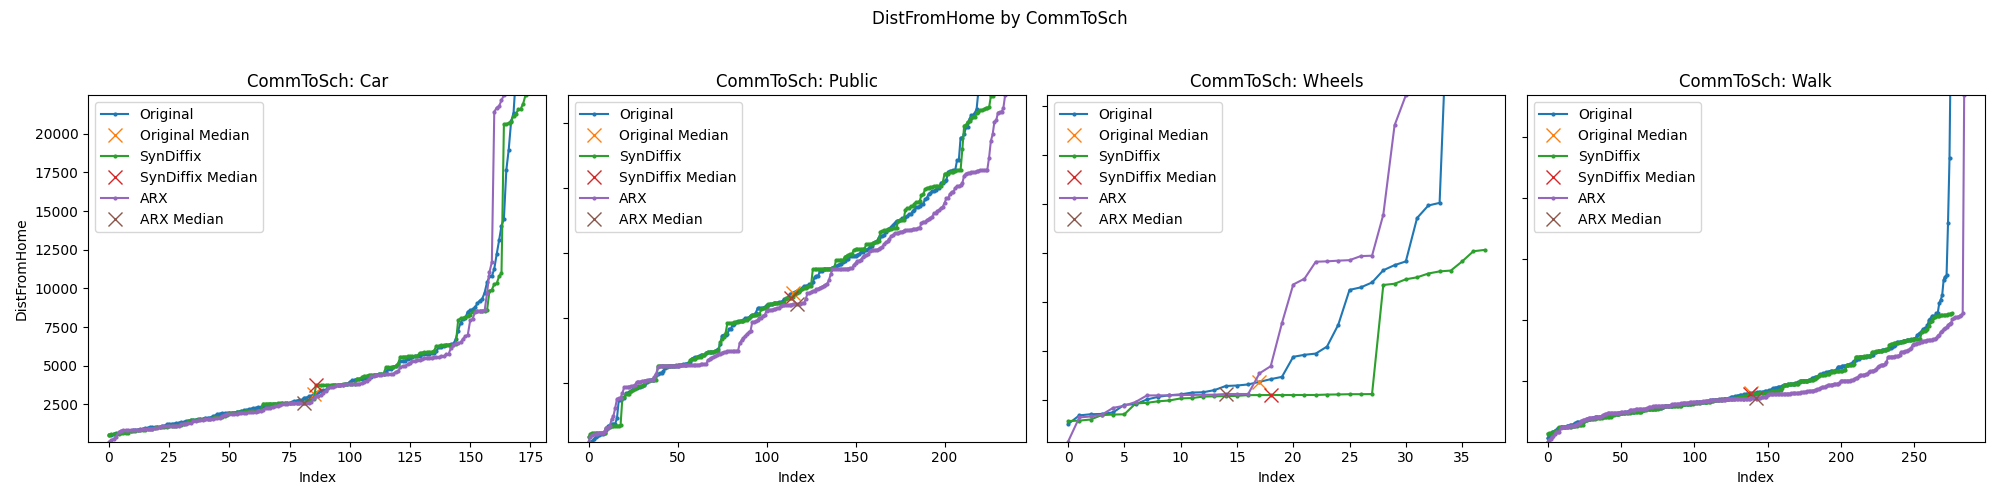 DistFromHome by CommToSch
CommToSch: Car
DistFromHome
20000
17500
15000
12500
10000
7500
5000
2500
Original
Original Median
SynDiffix
SynDiffix Median
ARX
ARX Median
0 25 50 75 100 125 150 175
Index
CommToSch: Public
Original
Original Median
SynDiffix
SynDiffix Median
ARX
ARX Median
0 50 100 150 200
Index
CommToSch: Wheels
Original
Original Median
SynDiffix
SynDiffix Median
ARX
ARX Median
0 5 10 15 20 25 30 35
Index
CommToSch: Walk
Original
Original Median
SynDiffix
SynDiffix Median
ARX
ARX Median
0 50 100 150 200 250
Index